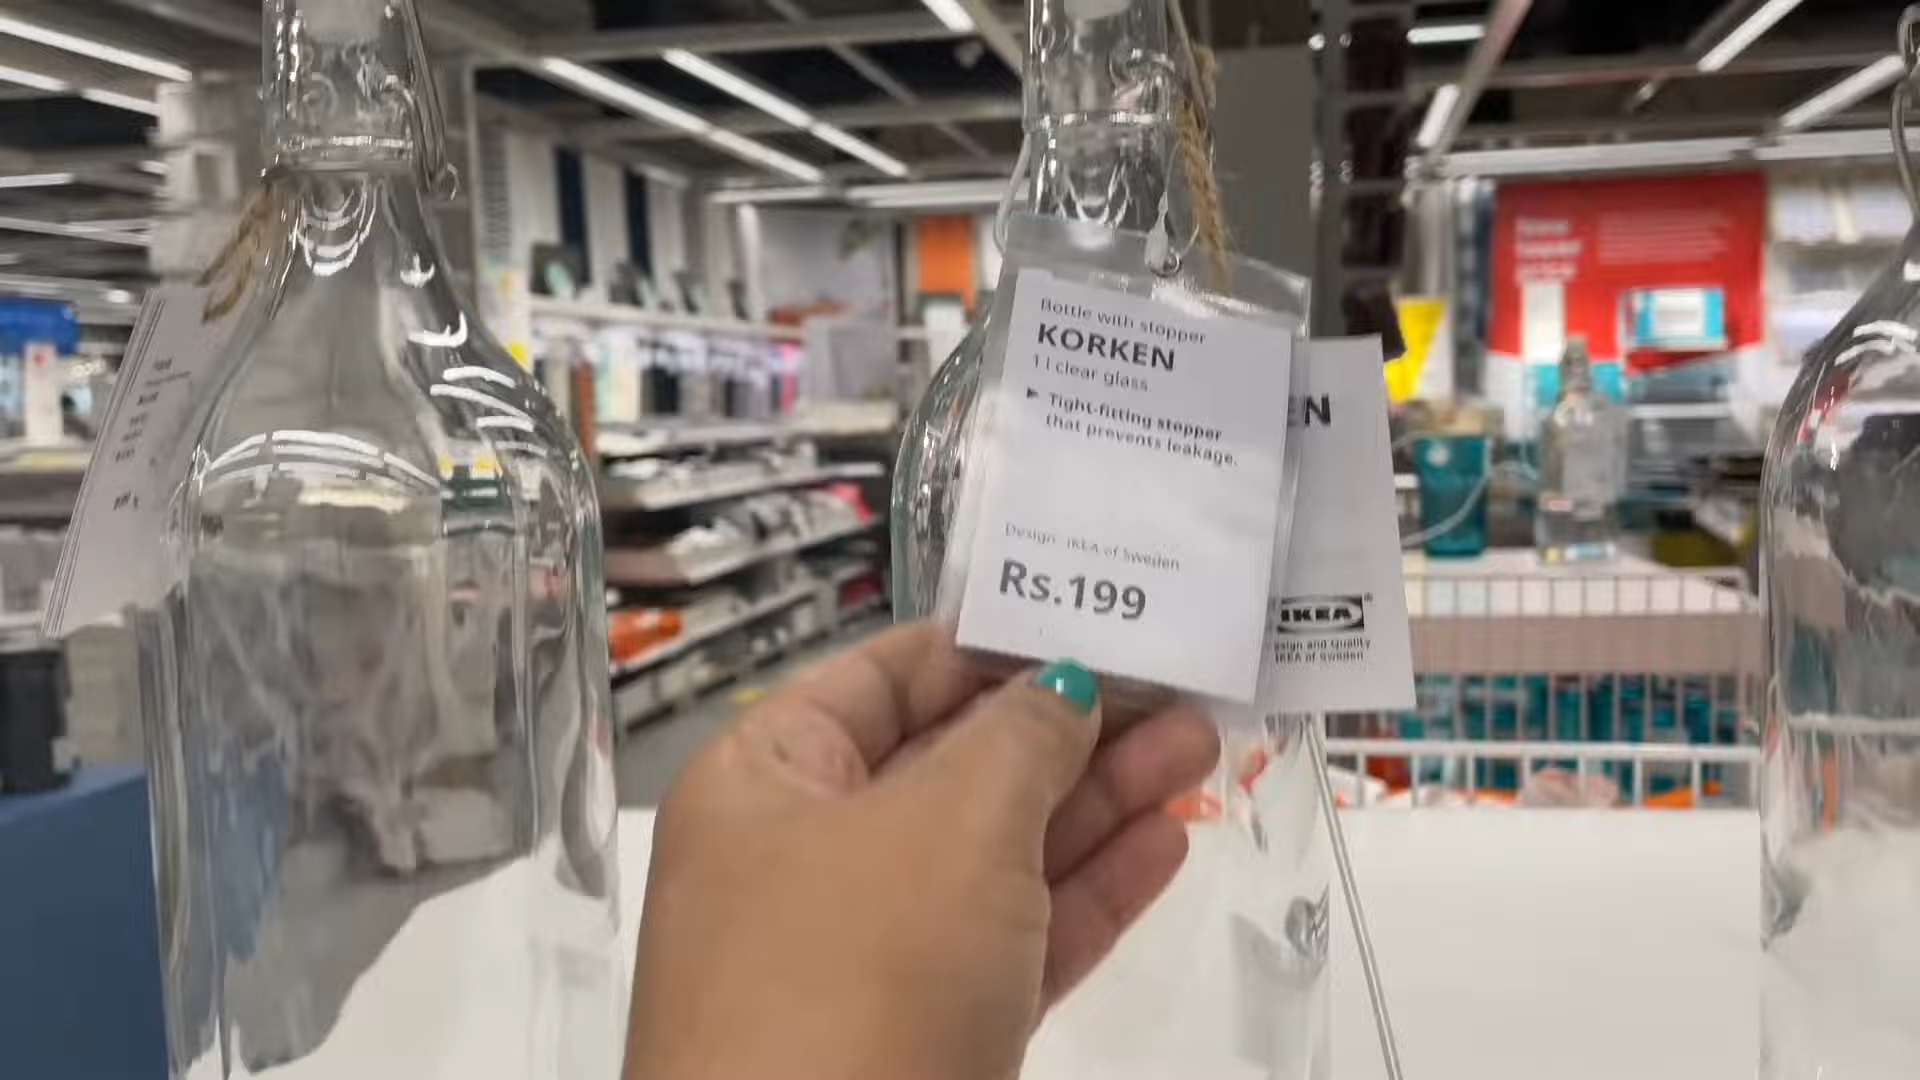 Bottle with stopper
KORKEN
1 l clear glass
► Tight-fitting stopper
that prevents leakage.
Design: IKEA of Sweden
Rs.199
EN
IKEA®
sign and Quality
IKEA of Sweden